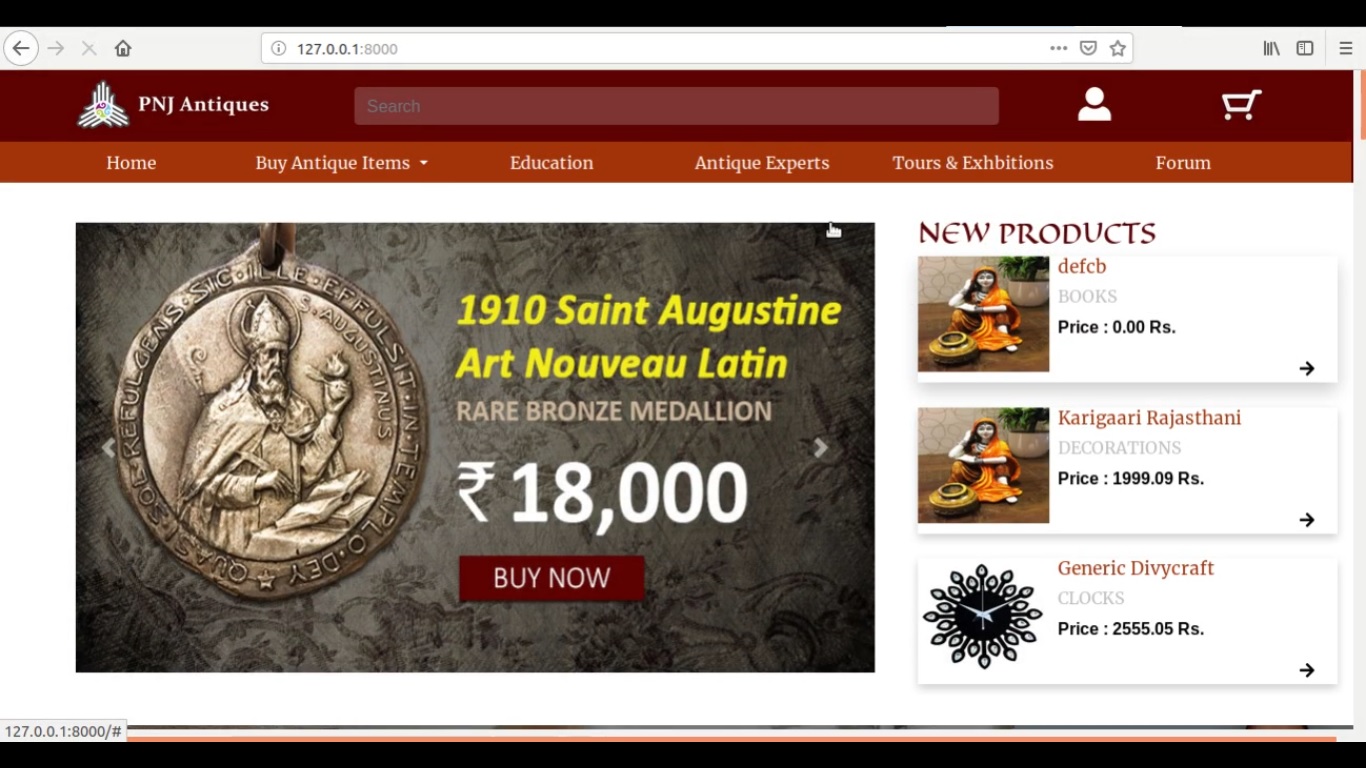 127.0.0.1:8000
PNJ Antiques
Search
Home
Buy Antique Items
Education
Antique Experts
Tours & Exhbitions
Forum
QUASI·SOL·REFULGENS·SIC·ILLE·EFFULSIT·IN·TEMPLO·DEY
S. AUGUSTINUS
1910 Saint Augustine
Art Nouveau Latin
RARE BRONZE MEDALLION
₹ 18,000
BUY NOW
NEW PRODUCTS
defcb
BOOKS
Price : 0.00 Rs.
Karigaari Rajasthani
DECORATIONS
Price : 1999.09 Rs.
Generic Divycraft
CLOCKS
Price : 2555.05 Rs.
127.0.0.1:8000/#